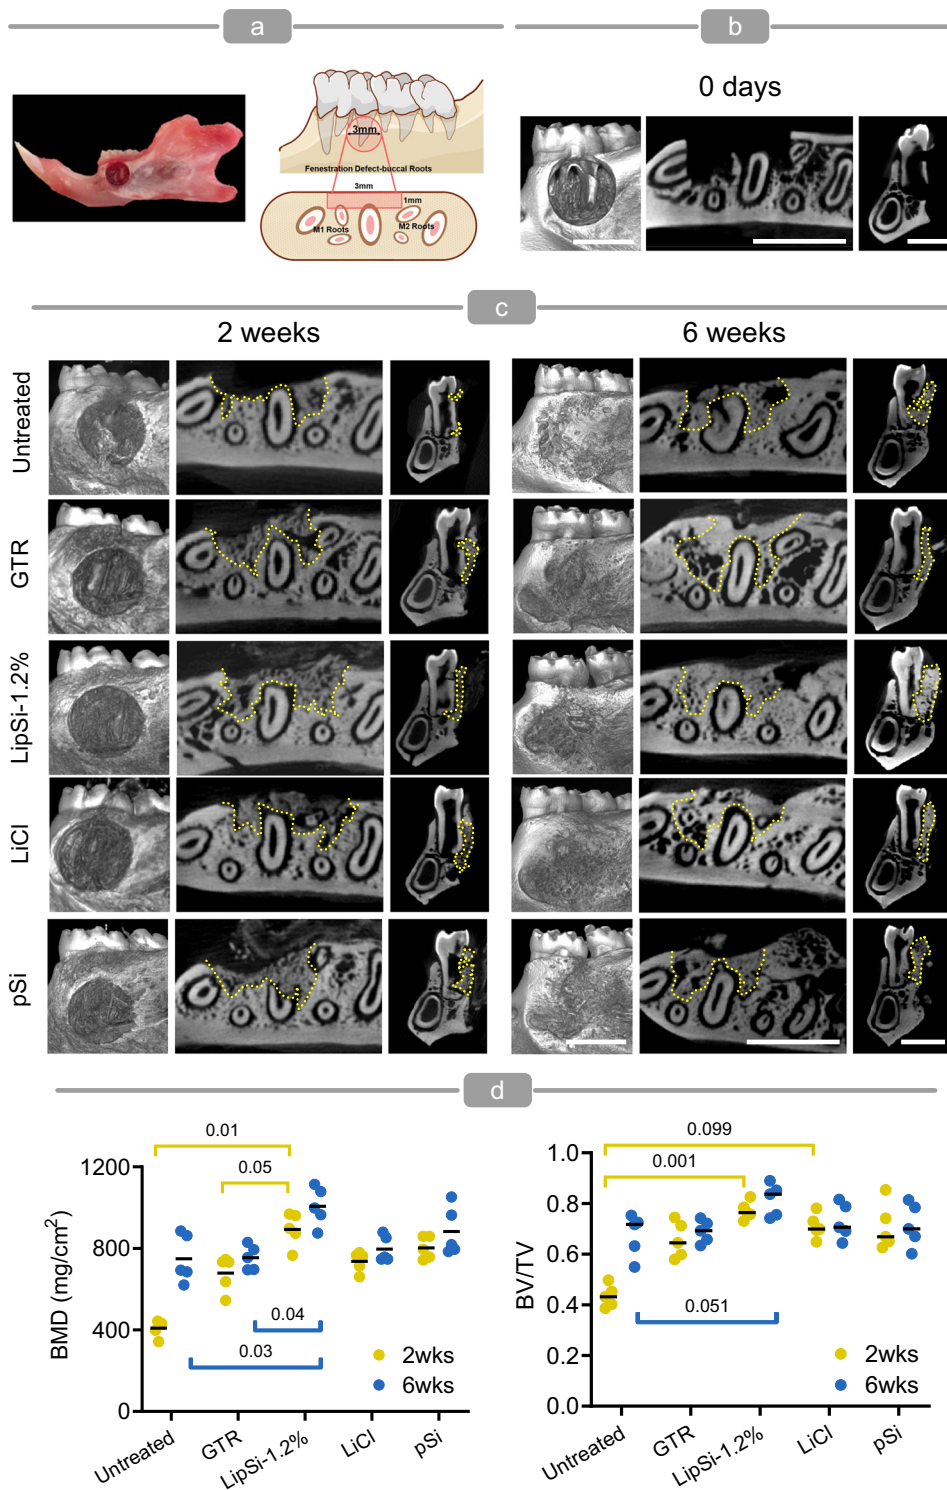 a
b
0 days
3mm
Fenestration Defect-buccal Roots
3mm
1mm
M1 Roots
M2 Roots
c
2 weeks
6 weeks
Untreated
GTR
LipSi-1.2%
LiCl
pSi
d
0.01
0.05
1200
800
400
0
BMD (mg/cm²)
0.04
0.03
2wks
6wks
Untreated
GTR
LipSi-1.2%
LiCl
pSi
0.099
0.001
1.0
0.8
0.6
0.4
0.2
0.0
BV/TV
0.051
2wks
6wks
Untreated
GTR
LipSi-1.2%
LiCl
pSi